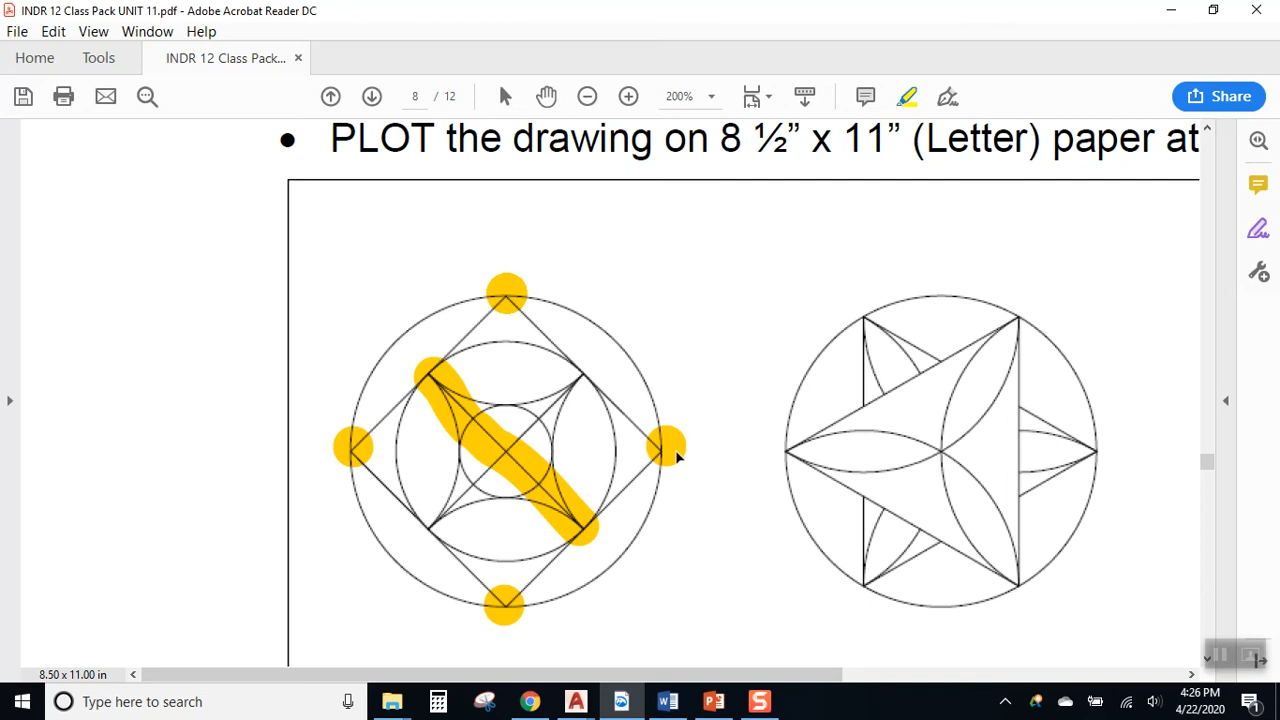 INDR 12 Class Pack UNIT 11.pdf - Adobe Acrobat Reader DC
File Edit View Window Help
Home Tools INDR 12 Class Pack... ×
8 / 12 200% Share
• PLOT the drawing on 8 ½” x 11” (Letter) paper at
8.50 x 11.00 in
Type here to search
4:26 PM
4/22/2020
1